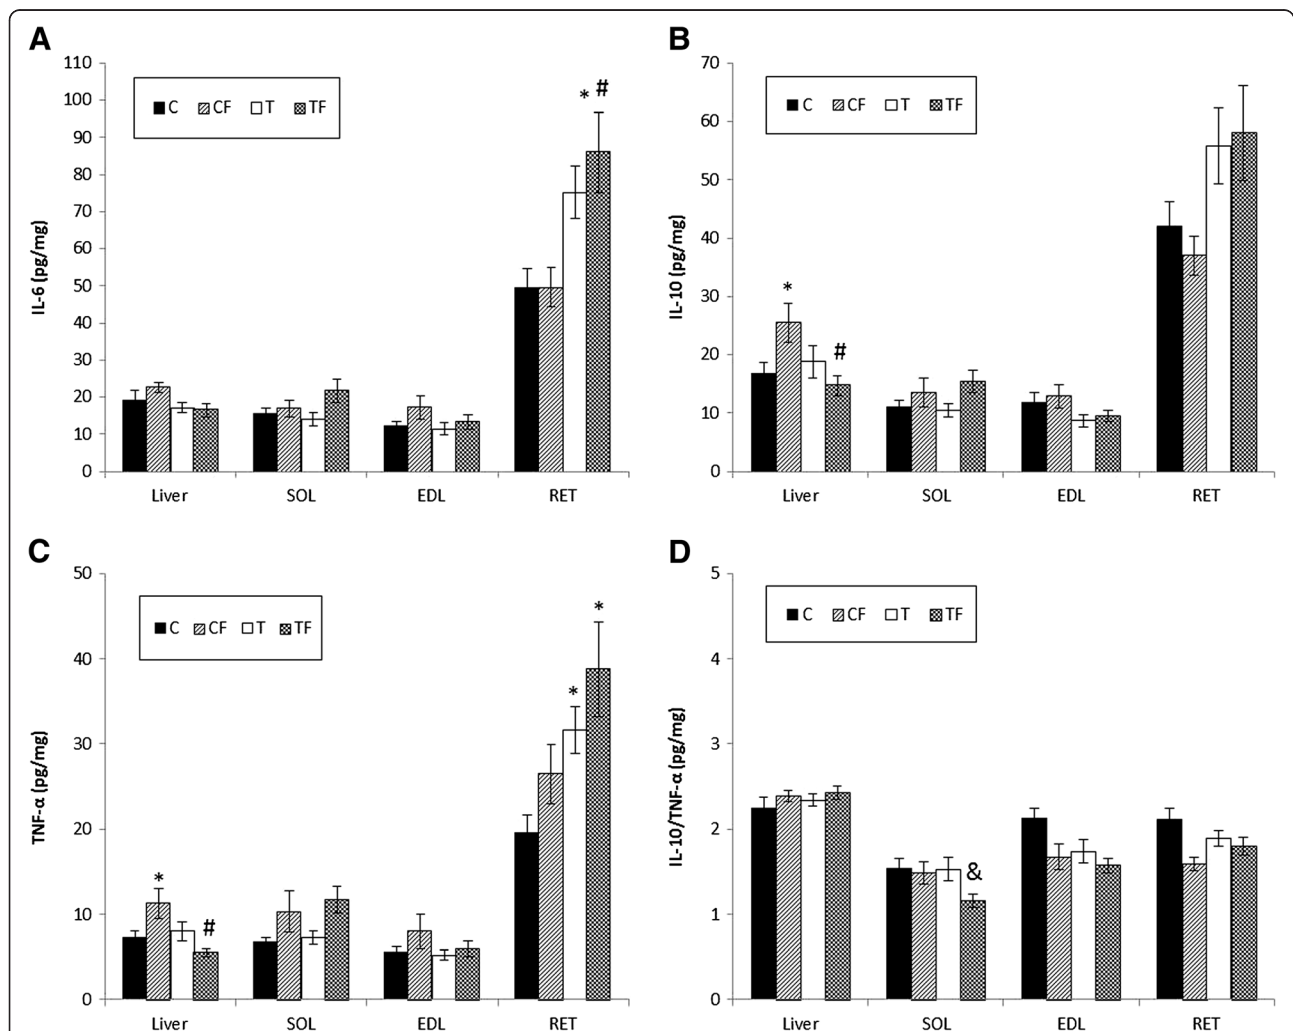 A
IL-6 (pg/mg)
110
100
90
80
70
60
50
40
30
20
10
0
C CF T TF
* #
Liver SOL EDL RET
B
IL-10 (pg/mg)
70
60
50
40
30
20
10
0
C CF T TF
*
#
Liver SOL EDL RET
C
TNF-α (pg/mg)
50
40
30
20
10
0
C CF T TF
*
#
*
*
Liver SOL EDL RET
D
IL-10/TNF-α (pg/mg)
5
4
3
2
1
0
C CF T TF
&
Liver SOL EDL RET